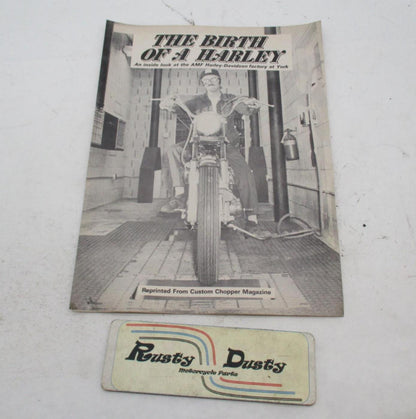 THE BIRTH
OF A HARLEY
An inside look at the AMF Harley-Davidson factory at York
Reprinted From Custom Chopper Magazine
Rusty Dusty
Motorcycle Parts